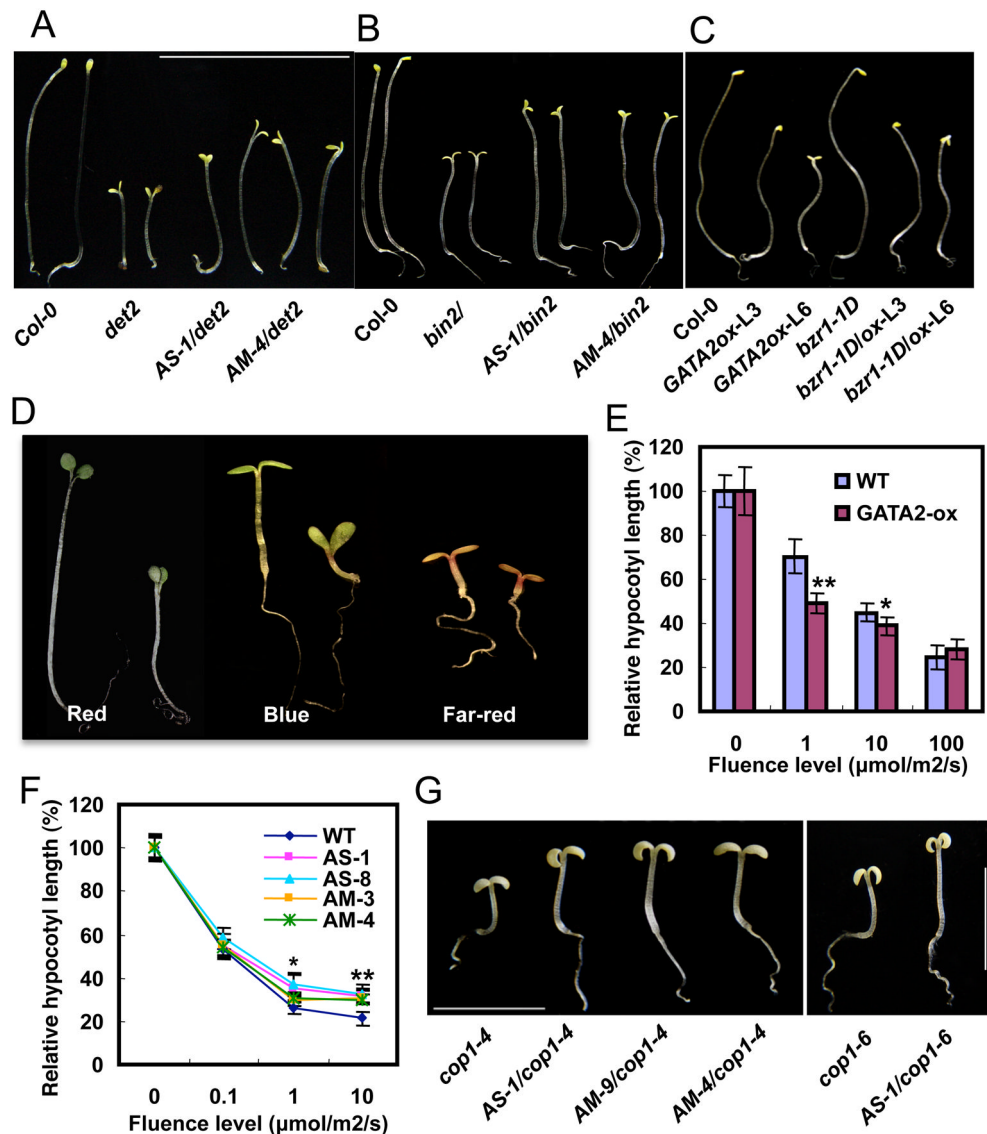 A
B
C
Col-0
det2
AS-1/det2
AM-4/det2
Col-0
bin2/
AS-1/bin2
AM-4/bin2
Col-0
GATA2ox-L3
GATA2ox-L6
bzr1-1D
bzr1-1D/ox-L3
bzr1-1D/ox-L6
D
Red
Blue
Far-red
E
Relative hypocotyl length (%)
120
100
80
60
40
20
0
WT
GATA2-ox
**
*
0 1 10 100
Fluence level (µmol/m2/s)
F
Relative hypocotyl length (%)
120
100
80
60
40
20
0
WT
AS-1
AS-8
AM-3
AM-4
*
**
0 0.1 1 10
Fluence level (µmol/m2/s)
G
cop1-4
AS-1/cop1-4
AM-9/cop1-4
AM-4/cop1-4
cop1-6
AS-1/cop1-6